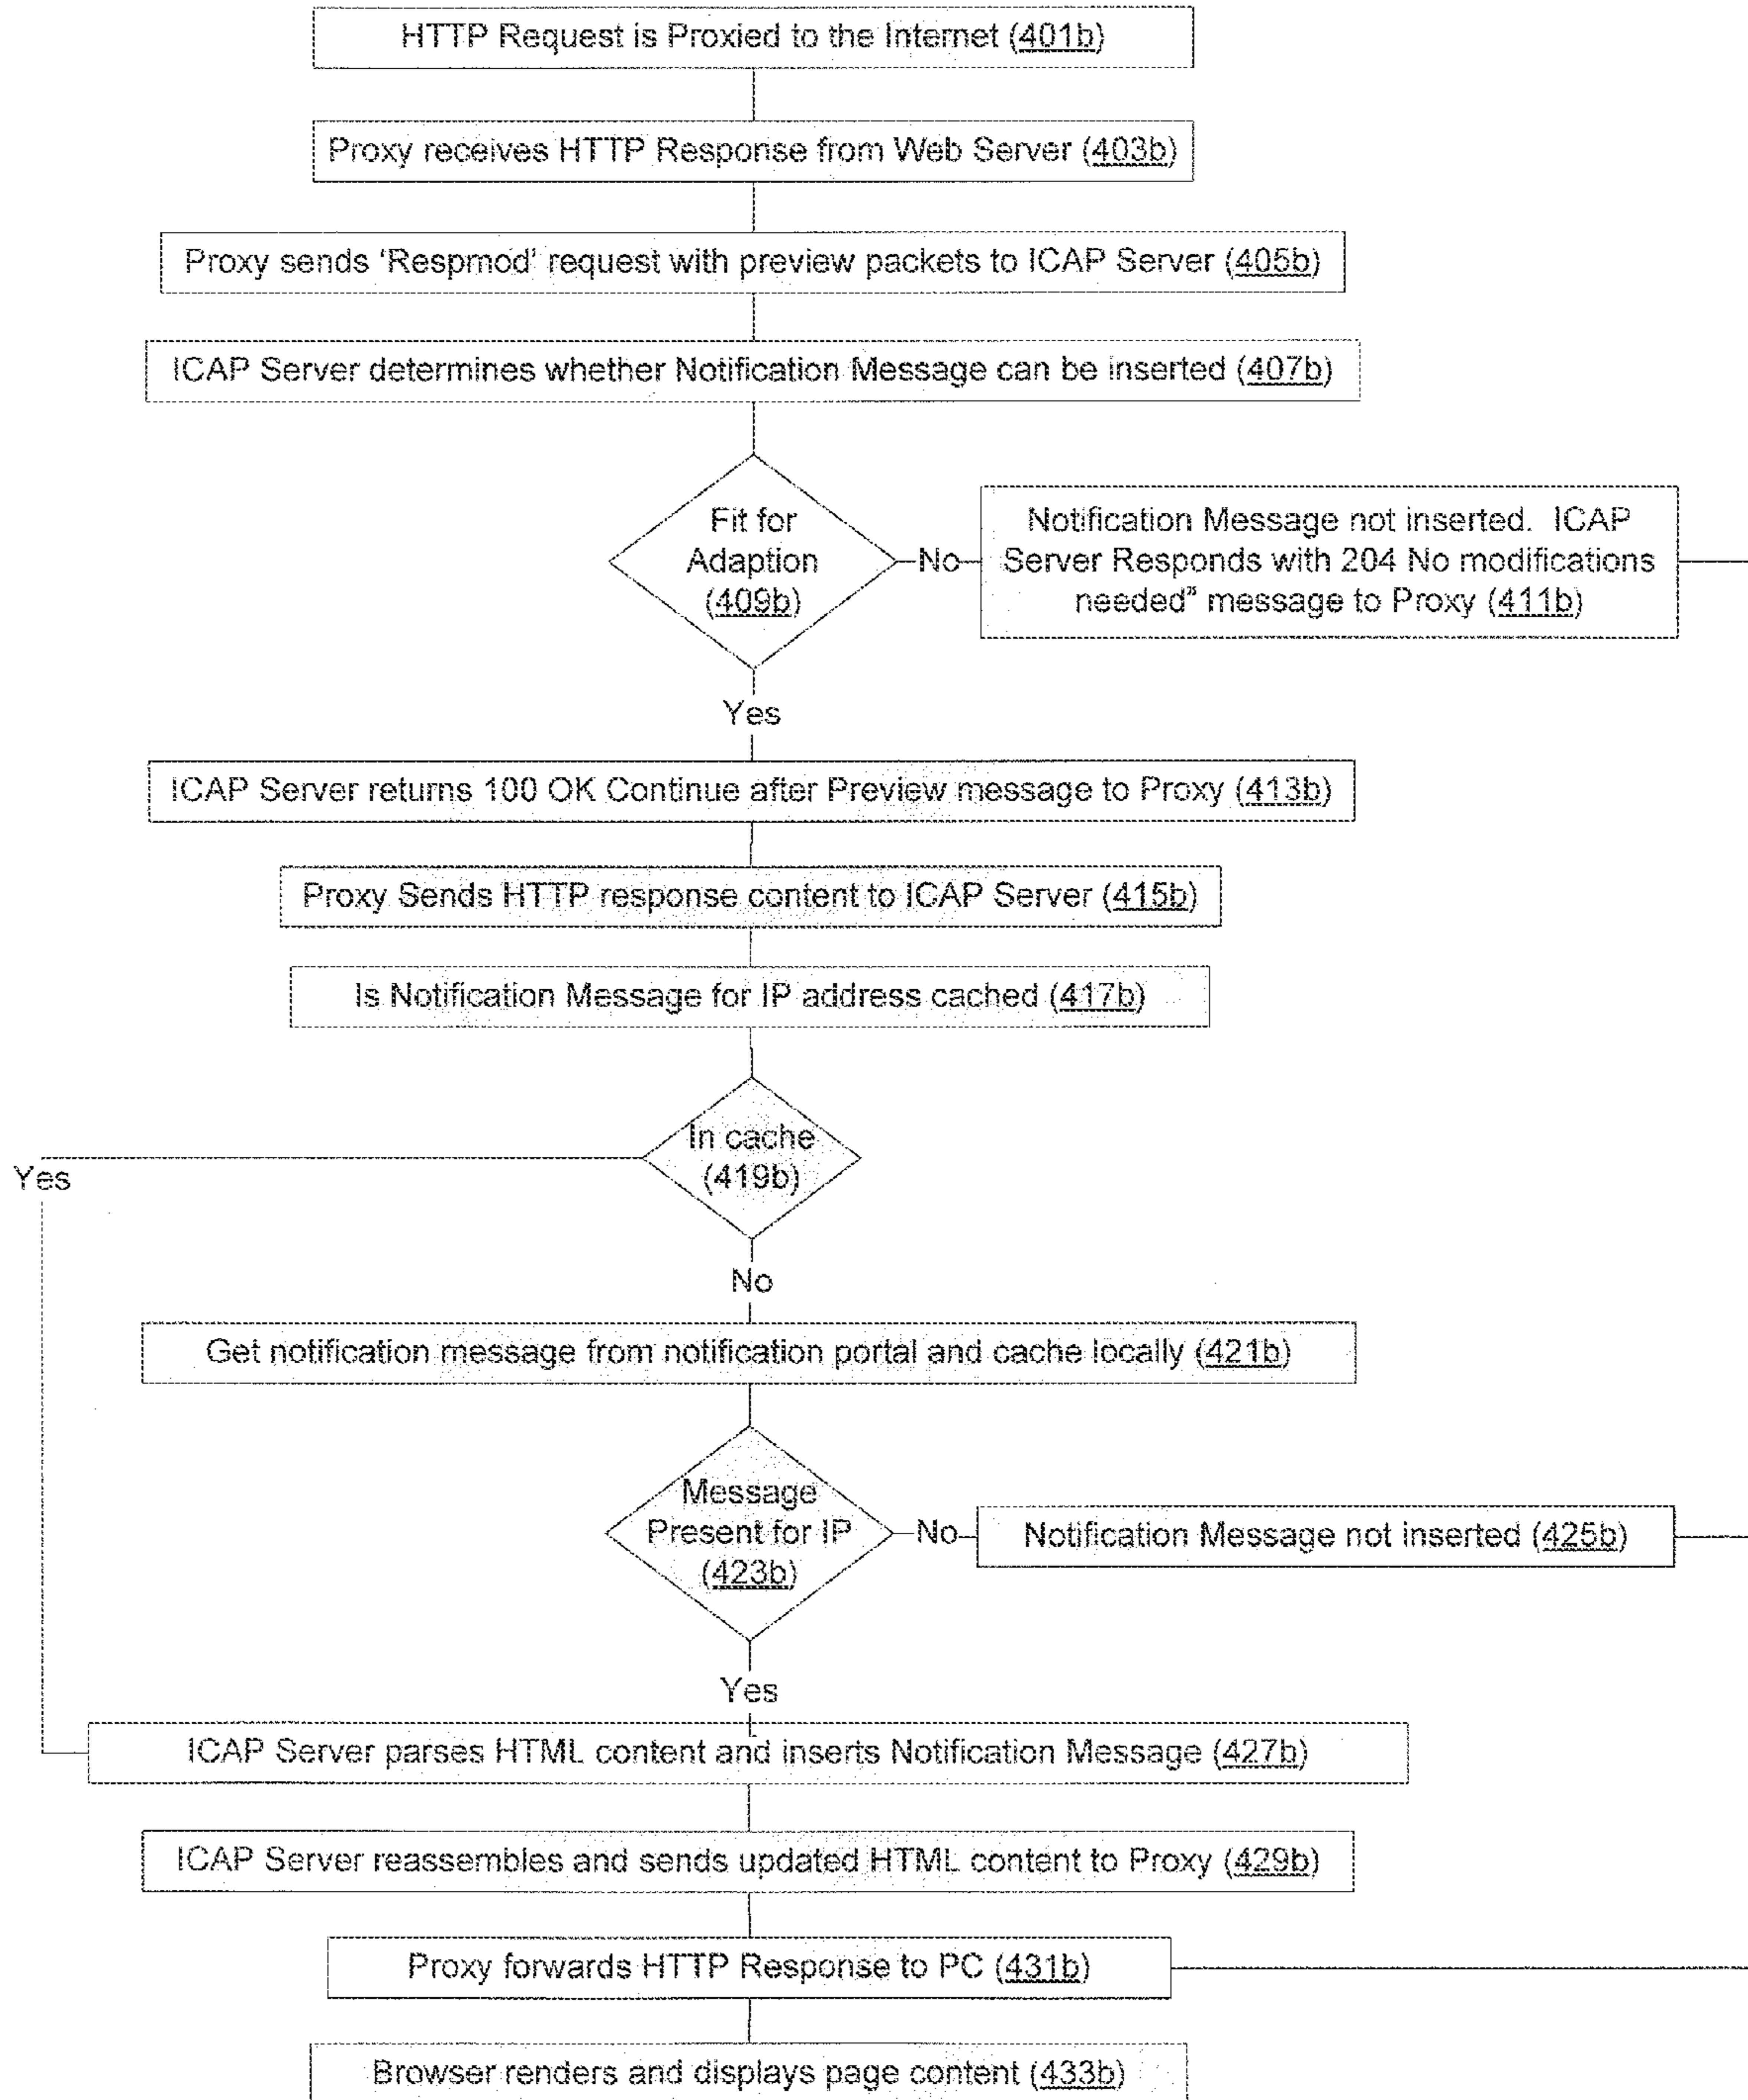 HTTP Request is Proxied to the Internet (401b)
Proxy receives HTTP Response from Web Server (403b)
Proxy sends ‘Respmod’ request with preview packets to ICAP Server (405b)
ICAP Server determines whether Notification Message can be inserted (407b)
Fit for
Adaption
(409b)
No
Notification Message not inserted. ICAP
Server Responds with 204 No modifications
needed” message to Proxy (411b)
Yes
ICAP Server returns 100 OK Continue after Preview message to Proxy (413b)
Proxy Sends HTTP response content to ICAP Server (415b)
Is Notification Message for IP address cached (417b)
In cache
(419b)
Yes
No
Get notification message from notification portal and cache locally (421b)
Message
Present for IP
(423b)
No
Notification Message not inserted (425b)
Yes
ICAP Server parses HTML content and inserts Notification Message (427b)
ICAP Server reassembles and sends updated HTML content to Proxy (429b)
Proxy forwards HTTP Response to PC (431b)
Browser renders and displays page content (433b)